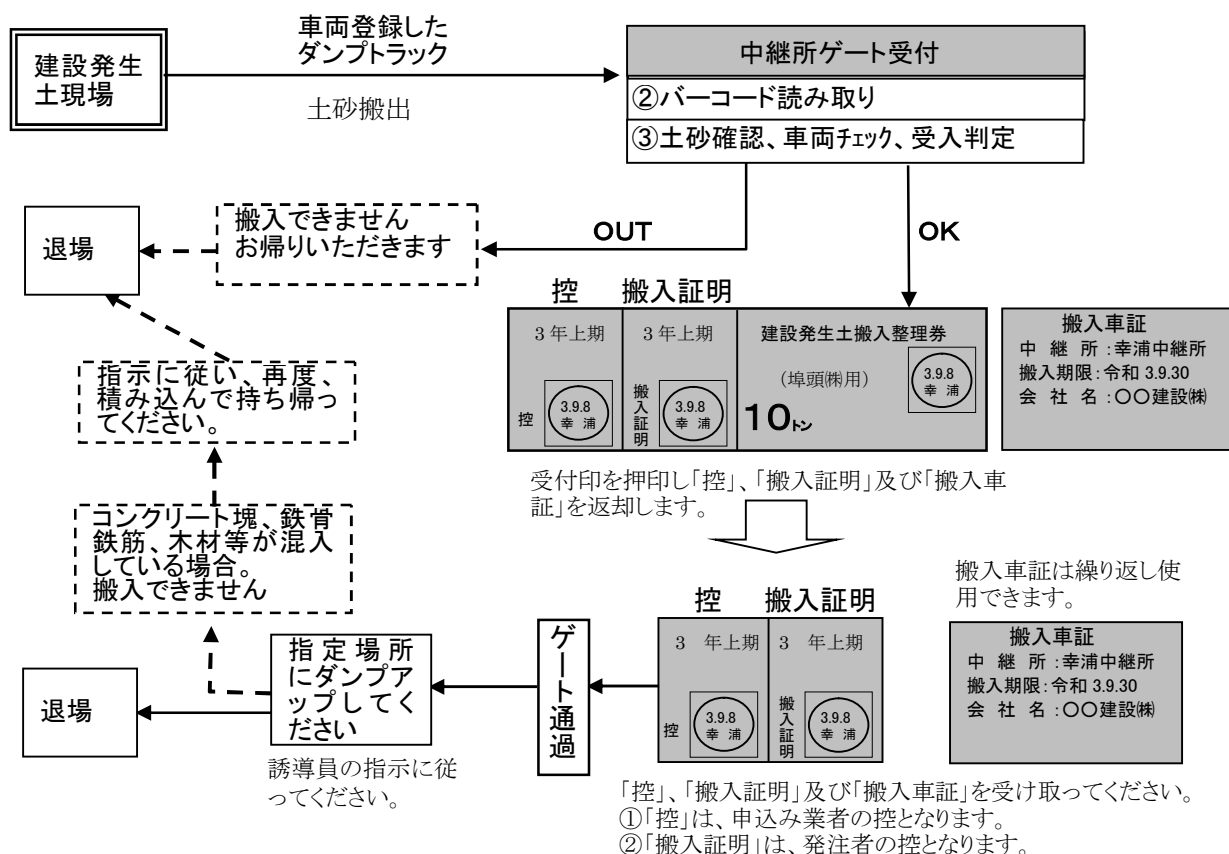 建設発生
土現場
車両登録した
ダンプトラック
土砂搬出
中継所ゲート受付
②バーコード読み取り
③土砂確認、車両チェック、受入判定
OUT
OK
搬入できません
お帰りいただきます
退場
控
搬入証明
3年上期
控
3.9.8
幸 浦
3年上期
搬入証明
3.9.8
幸 浦
建設発生土搬入整理券
(埠頭㈱用)
10トン
3.9.8
幸 浦
搬入車証
中 継 所:幸浦中継所
搬入期限:令和 3.9.30
会 社 名:〇〇建設㈱
受付印を押印し「控」、「搬入証明」及び「搬入車
証」を返却します。
指示に従い、再度、
積み込んで持ち帰っ
てください。
コンクリート塊、鉄骨
鉄筋、木材等が混入
している場合。
搬入できません
搬入車証は繰り返し使
用できます。
控
搬入証明
3 年上期
控
3.9.8
幸 浦
3 年上期
搬入証明
3.9.8
幸 浦
搬入車証
中 継 所:幸浦中継所
搬入期限:令和 3.9.30
会 社 名:〇〇建設㈱
ゲート通過
指定場所
にダンプア
ップしてく
ださい
退場
誘導員の指示に従
ってください。
「控」、「搬入証明」及び「搬入車証」を受け取ってください。
①「控」は、申込み業者の控となります。
②「搬入証明」は、発注者の控となります。